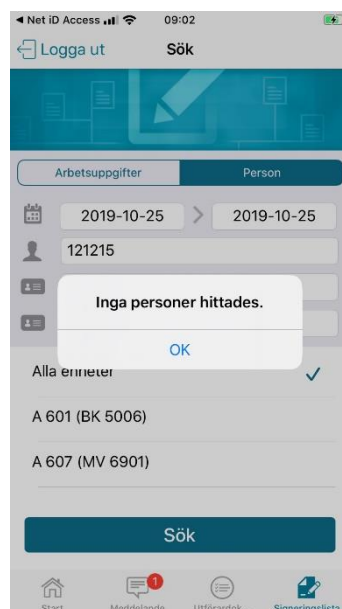 Net iD Access 09:02
Logga ut Sök
Arbetsuppgifter Person
2019-10-25 > 2019-10-25
121215
Inga personer hittades.
OK
Alla enheter
A 601 (BK 5006)
A 607 (MV 6901)
Sök
1
Start Meddelande Utförardok Signeringslista